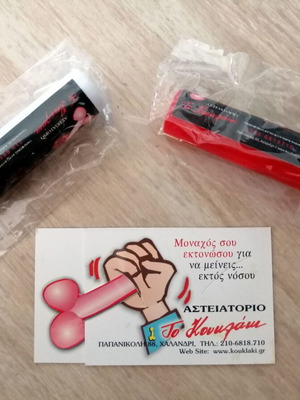 Μοναχός σου
εκτονώσου για
να μείνεις...
εκτός νόσου
ΑΣΤΕΙΑΤΟΡΙΟ
Το Κουκλάκι
ΠΑΠΑΝΙΚΟΛΗ 88, ΧΑΛΑΝΔΡΙ, ΤΗΛ.: 210-6818.710
Web Site: www.kouklaki.gr